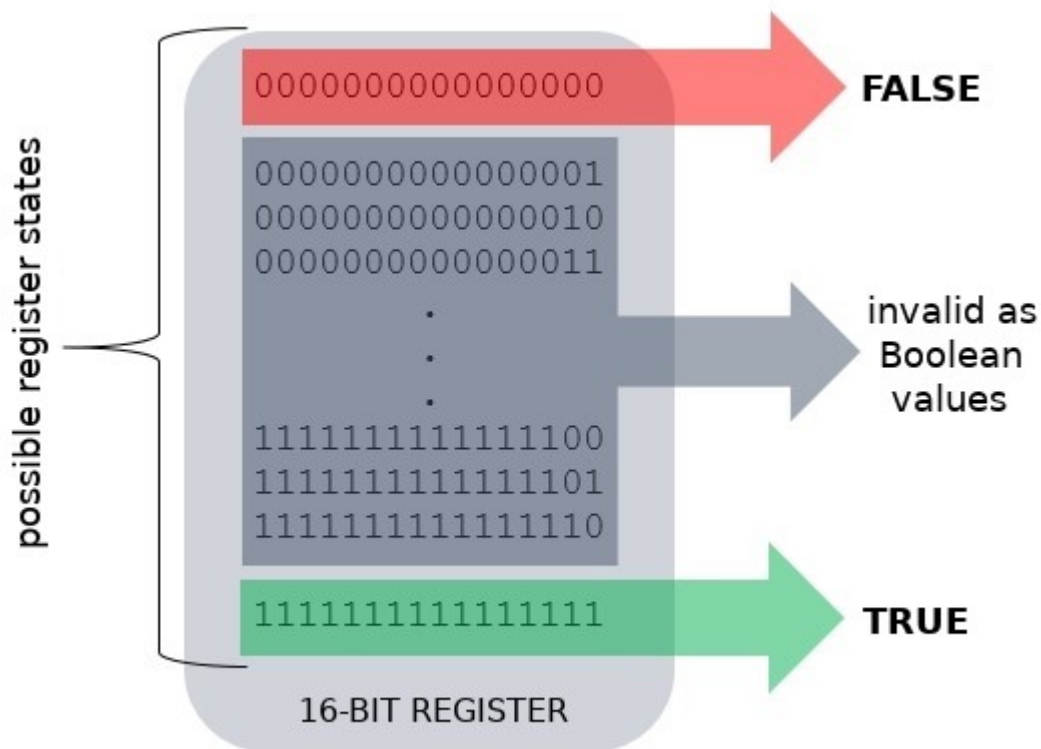 possible register states
0000000000000000
FALSE
0000000000000001
0000000000000010
0000000000000011
.
.
.
1111111111111100
1111111111111101
1111111111111110
invalid as
Boolean
values
1111111111111111
TRUE
16-BIT REGISTER